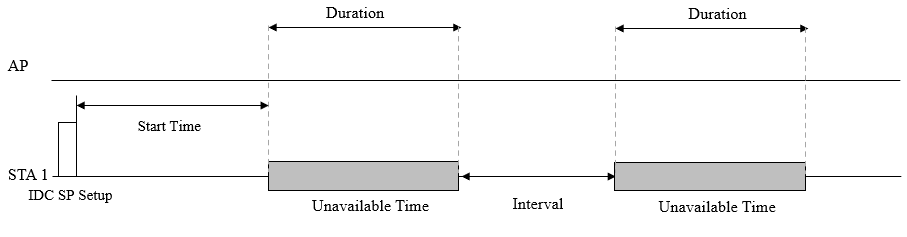 Duration
Duration
AP
Start Time
STA 1
IDC SP Setup
Unavailable Time
Interval
Unavailable Time